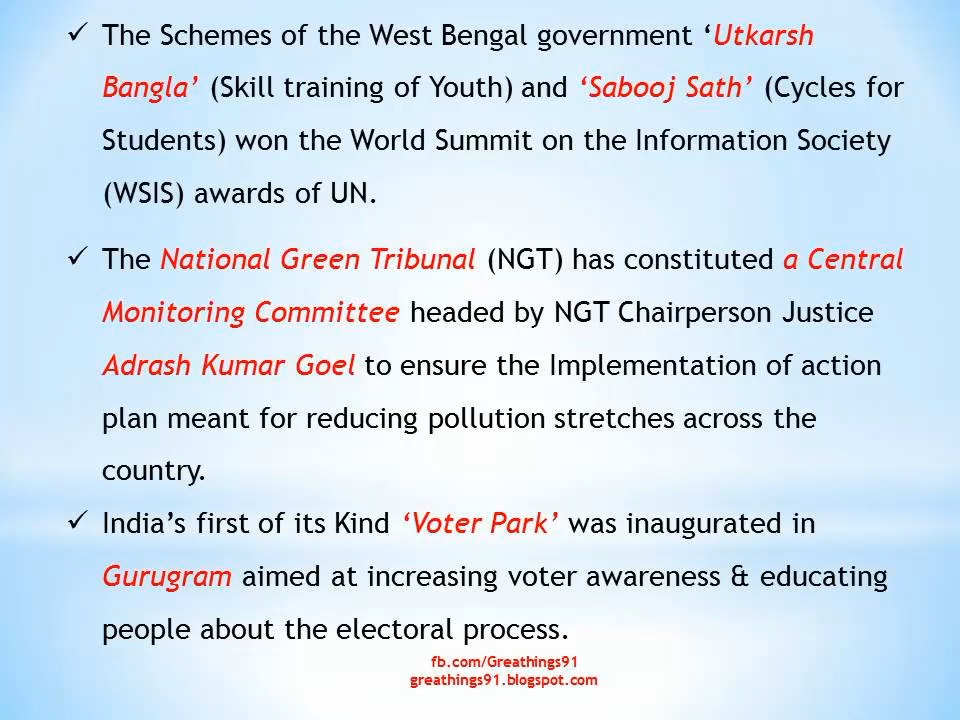 ✓ The Schemes of the West Bengal government ‘Utkarsh
Bangla’ (Skill training of Youth) and ‘Sabooj Sath’ (Cycles for
Students) won the World Summit on the Information Society
(WSIS) awards of UN.
✓ The National Green Tribunal (NGT) has constituted a Central
Monitoring Committee headed by NGT Chairperson Justice
Adrash Kumar Goel to ensure the Implementation of action
plan meant for reducing pollution stretches across the
country.
✓ India’s first of its Kind ‘Voter Park’ was inaugurated in
Gurugram aimed at increasing voter awareness & educating
people about the electoral process.
fb.com/Greathings91
greathings91.blogspot.com